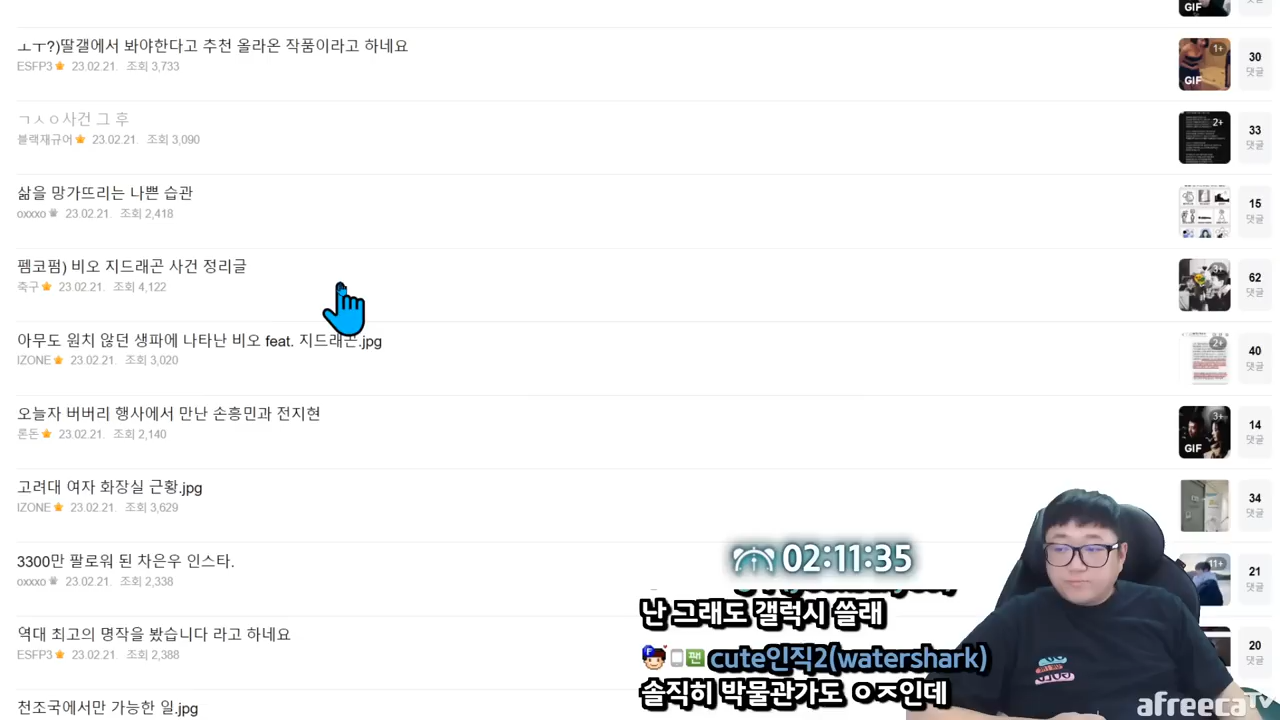 GIF
ㅗㅜ?)딸갤에서 봐야한다고 추천 올라온 작품이라고 하네요
ESFP3 23.02.21. 조회 3,733
1+
GIF
30
댓글
ㄱㅅㅇ사건 그 후
블랙재규어 23.02.21. 조회 3,090
2+
33
댓글
삶을 망가뜨리는 나쁜 습관
oxxxo 23.02.21. 조회 2,418
15
댓글
펨코펌) 비오 지드래곤 사건 정리글
축구 23.02.21. 조회 4,122
3+
62
댓글
아무도 원치 않던 생파에 나타난 비오 feat. 지드래곤.jpg
IZONE 23.02.21. 조회 3,020
2+
40
댓글
오늘자 버버리 행사에서 만난 손흥민과 전지현
론돈 23.02.21. 조회 2,140
3+
GIF
14
댓글
고려대 여자 화장실 근황.jpg
IZONE 23.02.21. 조회 3,629
34
댓글
3300만 팔로워 된 차은우 인스타.
oxxxo 23.02.21. 조회 2,338
11+
21
댓글
역대 최고의 명작을 봤습니다 라고 하네요
ESFP3 23.02.21. 조회 2,388
20
댓글
천조국에서만 가능한 일.jpg
02:11:35
난 그래도 갤럭시 쓸래
F 팬 cute인직2(watershark)
솔직히 박물관가도 ㅇㅈ인데
afreecaTV